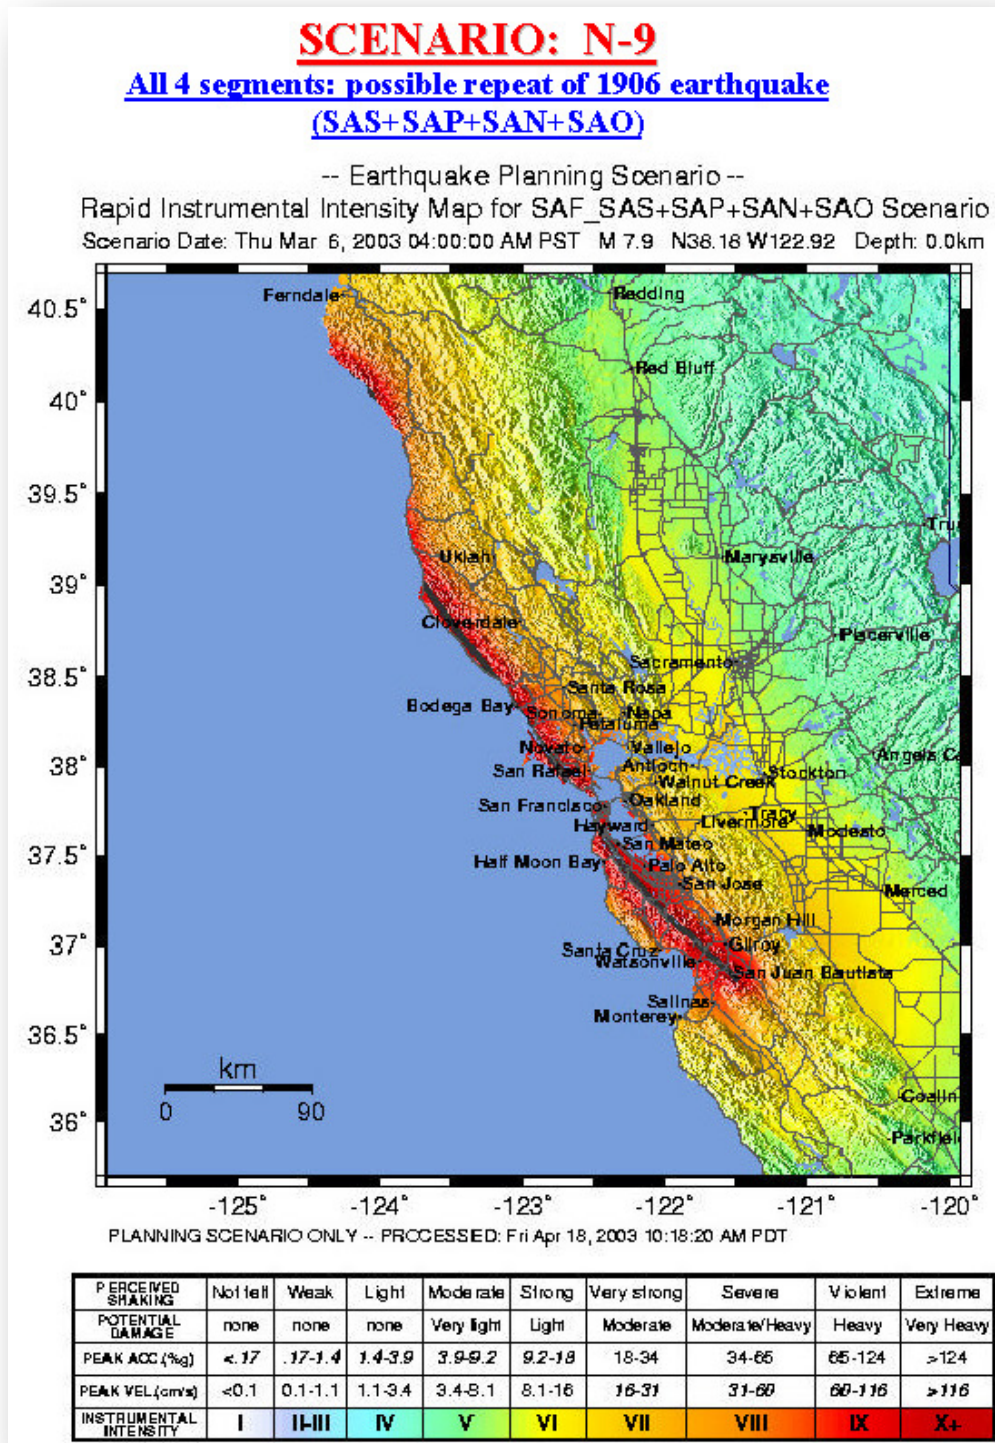 SCENARIO: N-9
All 4 segments: possible repeat of 1906 earthquake
(SAS+SAP+SAN+SAO)
-- Earthquake Planning Scenario --
Rapid Instrumental Intensity Map for SAF_SAS+SAP+SAN+SAO Scenario
Scenario Date: Thu Mar 6, 2003 04:00:00 AM PST M 7.9 N38.18 W122.92 Depth: 0.0km
Ferndale
Redding
40.5°
Red Bluff
40°
39.5°
Tru
Ukiah
Marysville
39°
Cloverdale
Placerville
Sacramento
38.5°
Santa Rosa
Bodega Bay
Sonoma
Napa
Petaluma
Novato
Vallejo
Angels Ca
38°
Antioch
San Rafael
Stockton
Walnut Creek
San Francisco
Oakland
Tracy
Hayward
Livermore
Modesto
San Mateo
37.5°
Half Moon Bay
Palo Alto
San Jose
Merced
Morgan Hill
37°
Santa Cruz
Gilroy
Watsonville
San Juan Bautista
Salinas
Monterey
36.5°
km
0 90
36°
Coalin
Parkfiel
-125° -124° -123° -122° -121° -120°
PLANNING SCENARIO ONLY -- PROCESSED: Fri Apr 18, 2003 10:18:20 AM PDT
PERCEIVED SHAKING Not felt Weak Light Moderate Strong Very strong Severe Violent Extreme
POTENTIAL DAMAGE none none none Very light Light Moderate Moderate/Heavy Heavy Very Heavy
PEAK ACC.(%g) <.17 .17-1.4 1.4-3.9 3.9-9.2 9.2-18 18-34 34-65 65-124 >124
PEAK VEL.(cm/s) <0.1 0.1-1.1 1.1-3.4 3.4-8.1 8.1-16 16-31 31-60 60-116 >116
INSTRUMENTAL INTENSITY I II-III IV V VI VII VIII IX X+